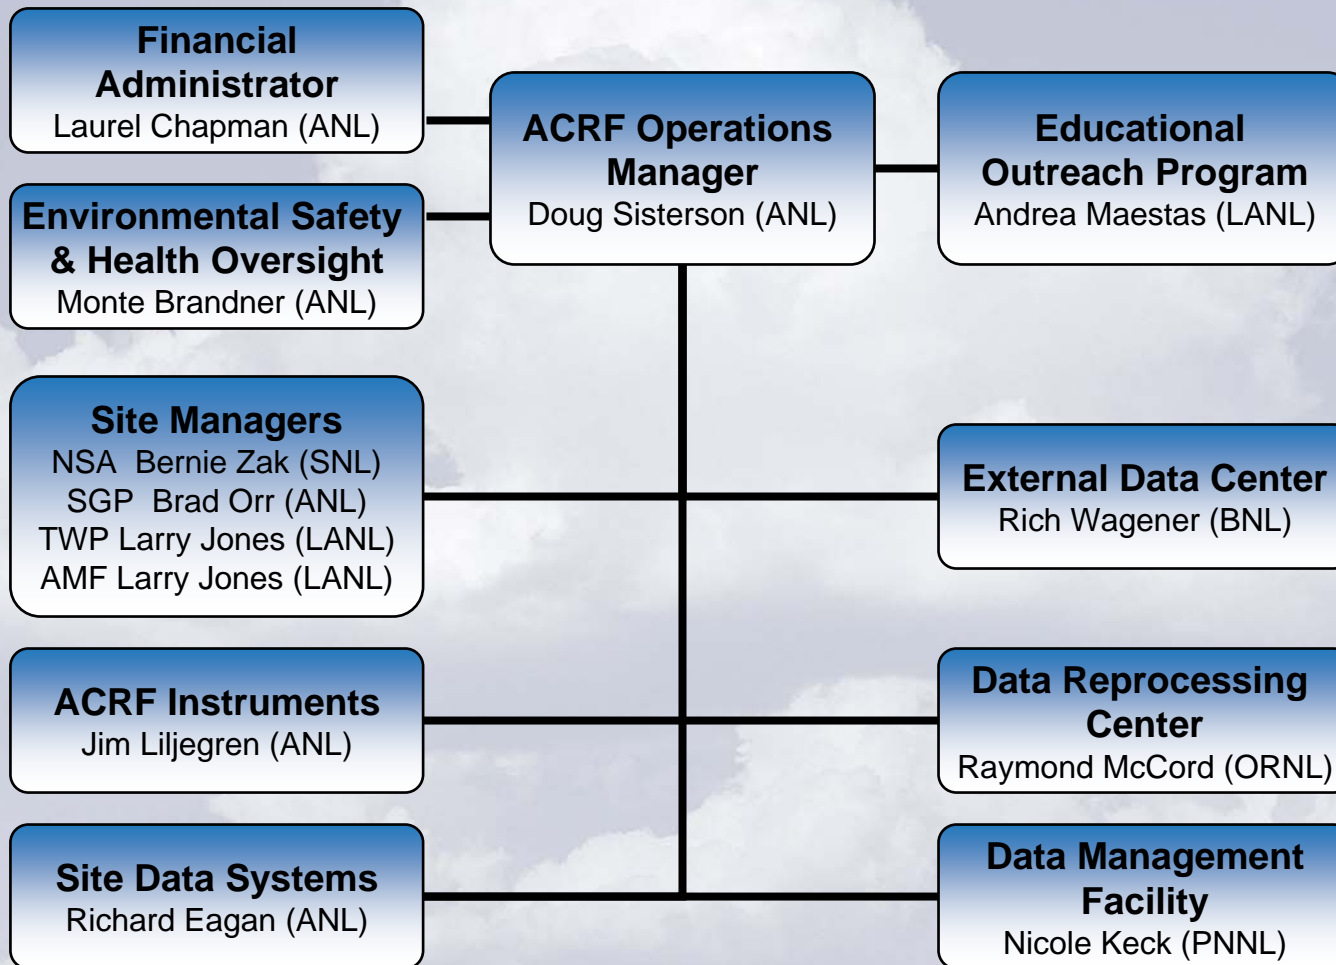 Financial
Administrator
Laurel Chapman (ANL)
Environmental Safety
& Health Oversight
Monte Brandner (ANL)
ACRF Operations
Manager
Doug Sisterson (ANL)
Educational
Outreach Program
Andrea Maestas (LANL)
Site Managers
NSA Bernie Zak (SNL)
SGP Brad Orr (ANL)
TWP Larry Jones (LANL)
AMF Larry Jones (LANL)
External Data Center
Rich Wagener (BNL)
ACRF Instruments
Jim Liljegren (ANL)
Data Reprocessing
Center
Raymond McCord (ORNL)
Site Data Systems
Richard Eagan (ANL)
Data Management
Facility
Nicole Keck (PNNL)